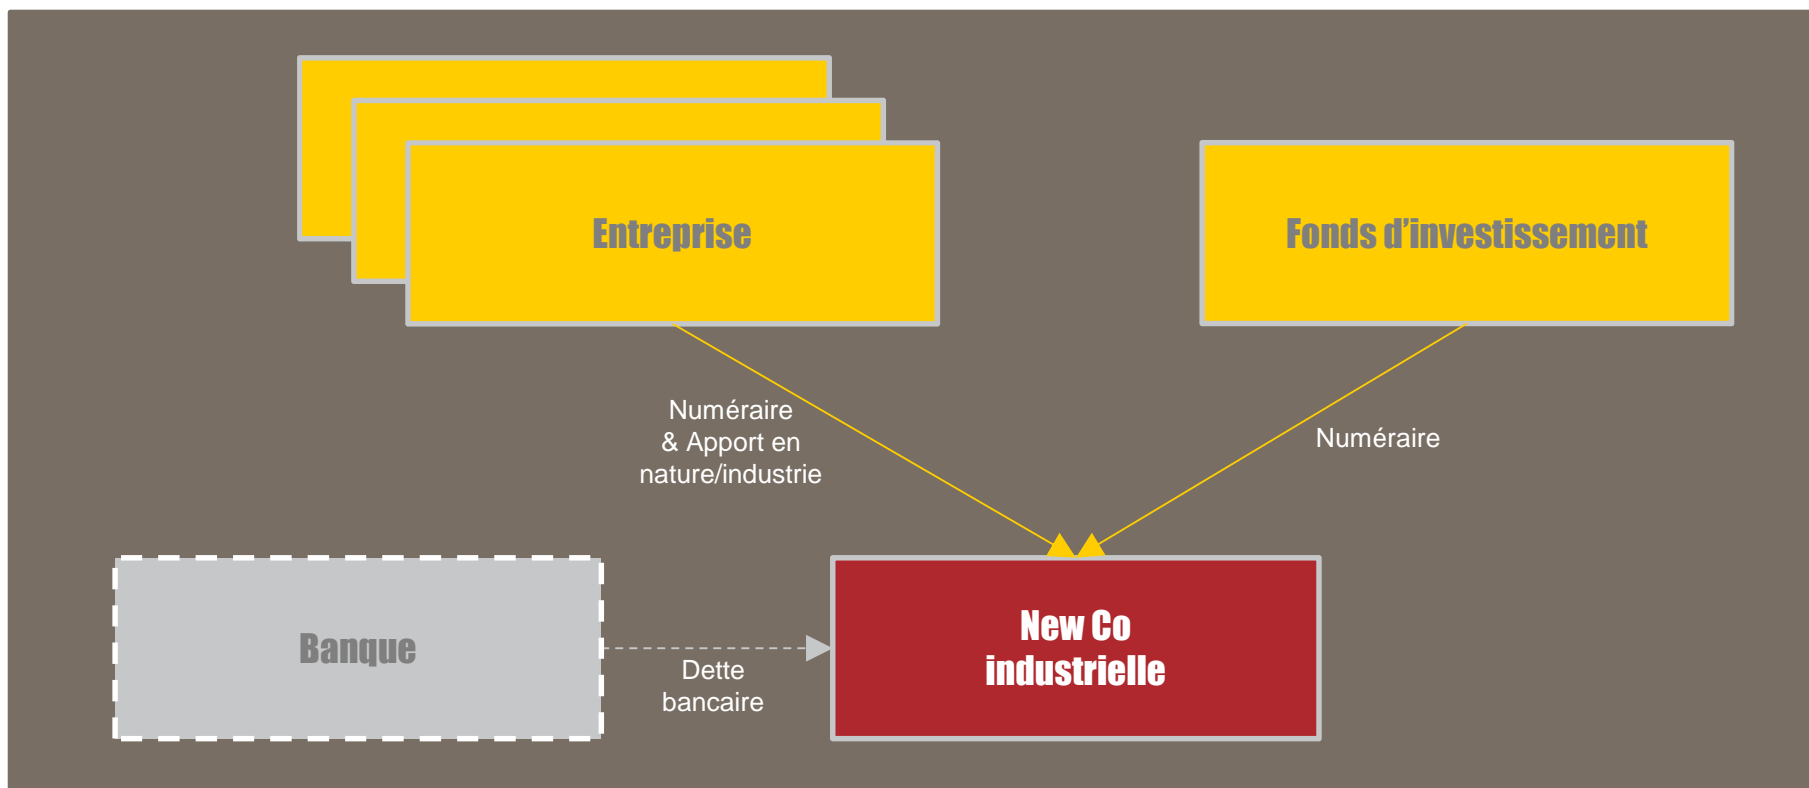 Entreprise
Fonds d’investissement
Numéraire
& Apport en
nature/industrie
Numéraire
Banque
Dette
bancaire
New Co
industrielle